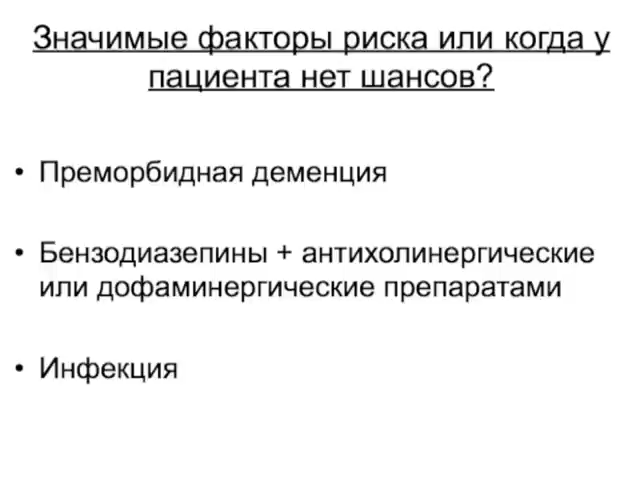 Значимые факторы риска или когда у
пациента нет шансов?
• Преморбидная деменция
• Бензодиазепины + антихолинергические
или дофаминергические препаратами
• Инфекция